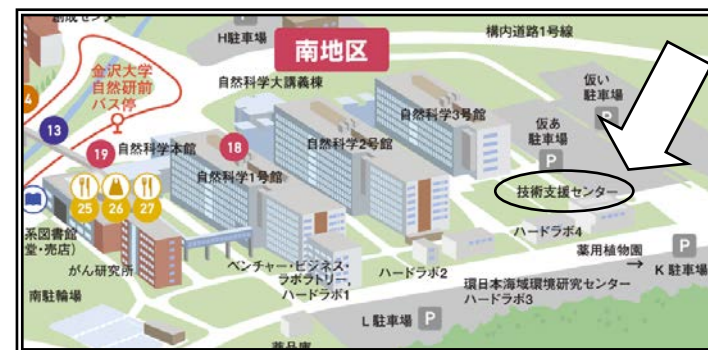 H駐車場
構内道路1号線
南地区
金沢大学
自然研前
バス停
自然科学大講義棟
仮い
駐車場
P
自然科学3号館
仮あ
駐車場
P
4
13
19
自然科学本館
18
自然科学2号館
自然科学1号館
技術支援センター
25
26
27
系図書館
堂・売店)
がん研究所
ベンチャー・ビジネス・
ラボラトリー,
ハードラボ1
ハードラボ2
ハードラボ4
薬用植物園
→
P
K 駐車場
環日本海域環境研究センター
ハードラボ3
南駐輪場
L 駐車場 P